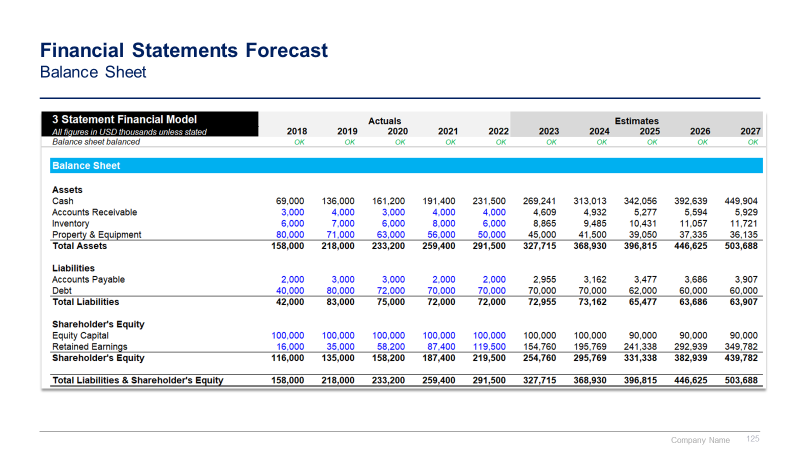 Financial Statements Forecast
Balance Sheet
3 Statement Financial Model Actuals Estimates
All figures in USD thousands unless stated 2018 2019 2020 2021 2022 2023 2024 2025 2026 2027
Balance sheet balanced OK OK OK OK OK OK OK OK OK OK
Balance Sheet
Assets
Cash 69,000 136,000 161,200 191,400 231,500 269,241 313,013 342,056 392,639 449,904
Accounts Receivable 3,000 4,000 3,000 4,000 4,000 4,609 4,932 5,277 5,594 5,929
Inventory 6,000 7,000 6,000 8,000 6,000 8,865 9,485 10,431 11,057 11,721
Property & Equipment 80,000 71,000 63,000 56,000 50,000 45,000 41,500 39,050 37,335 36,135
Total Assets 158,000 218,000 233,200 259,400 291,500 327,715 368,930 396,815 446,625 503,688
Liabilities
Accounts Payable 2,000 3,000 3,000 2,000 2,000 2,955 3,162 3,477 3,686 3,907
Debt 40,000 80,000 72,000 70,000 70,000 70,000 70,000 62,000 60,000 60,000
Total Liabilities 42,000 83,000 75,000 72,000 72,000 72,955 73,162 65,477 63,686 63,907
Shareholder's Equity
Equity Capital 100,000 100,000 100,000 100,000 100,000 100,000 100,000 90,000 90,000 90,000
Retained Earnings 16,000 35,000 58,200 87,400 119,500 154,760 195,769 241,338 292,939 349,782
Shareholder's Equity 116,000 135,000 158,200 187,400 219,500 254,760 295,769 331,338 382,939 439,782
Total Liabilities & Shareholder's Equity 158,000 218,000 233,200 259,400 291,500 327,715 368,930 396,815 446,625 503,688
Company Name 125